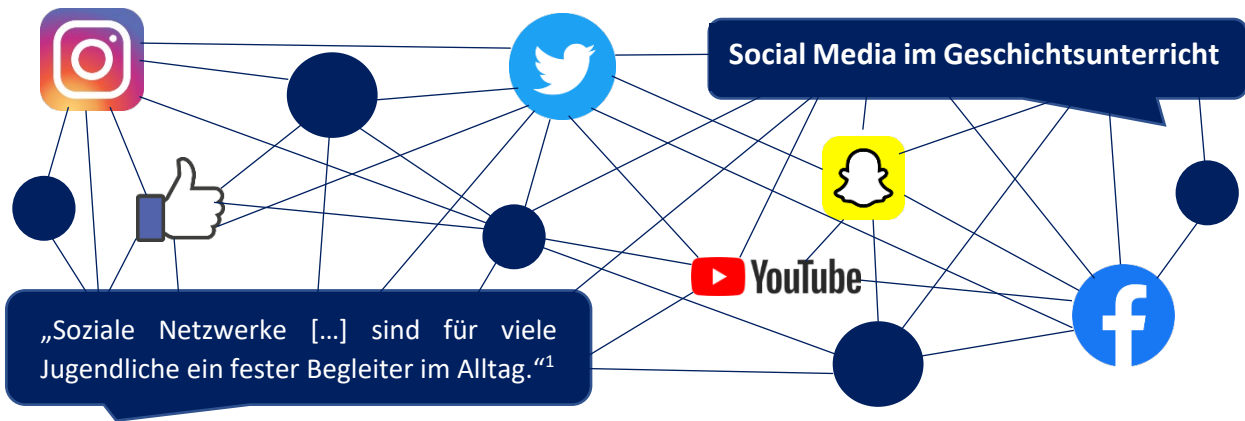 Social Media im Geschichtsunterricht
YouTube
„Soziale Netzwerke […] sind für viele
Jugendliche ein fester Begleiter im Alltag.“¹